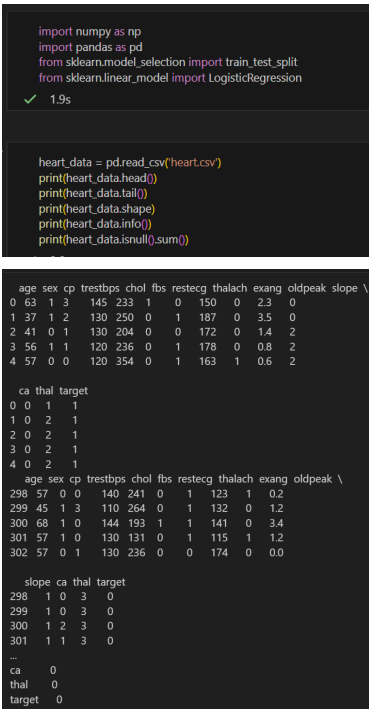 import numpy as np
import pandas as pd
from sklearn.model_selection import train_test_split
from sklearn.linear_model import LogisticRegression
1.9s
heart_data = pd.read_csv('heart.csv')
print(heart_data.head())
print(heart_data.tail())
print(heart_data.shape)
print(heart_data.info())
print(heart_data.isnull().sum())
age sex cp trestbps chol fbs restecg thalach exang oldpeak slope \
0 63 1 3 145 233 1 0 150 0 2.3 0
1 37 1 2 130 250 0 1 187 0 3.5 0
2 41 0 1 130 204 0 0 172 0 1.4 2
3 56 1 1 120 236 0 1 178 0 0.8 2
4 57 0 0 120 354 0 1 163 1 0.6 2
ca thal target
0 0 1 1
1 0 2 1
2 0 2 1
3 0 2 1
4 0 2 1
age sex cp trestbps chol fbs restecg thalach exang oldpeak \
298 57 0 0 140 241 0 1 123 1 0.2
299 45 1 3 110 264 0 1 132 0 1.2
300 68 1 0 144 193 1 1 141 0 3.4
301 57 1 0 130 131 0 1 115 1 1.2
302 57 0 1 130 236 0 0 174 0 0.0
slope ca thal target
298 1 0 3 0
299 1 0 3 0
300 1 2 3 0
301 1 1 3 0
...
ca 0
thal 0
target 0